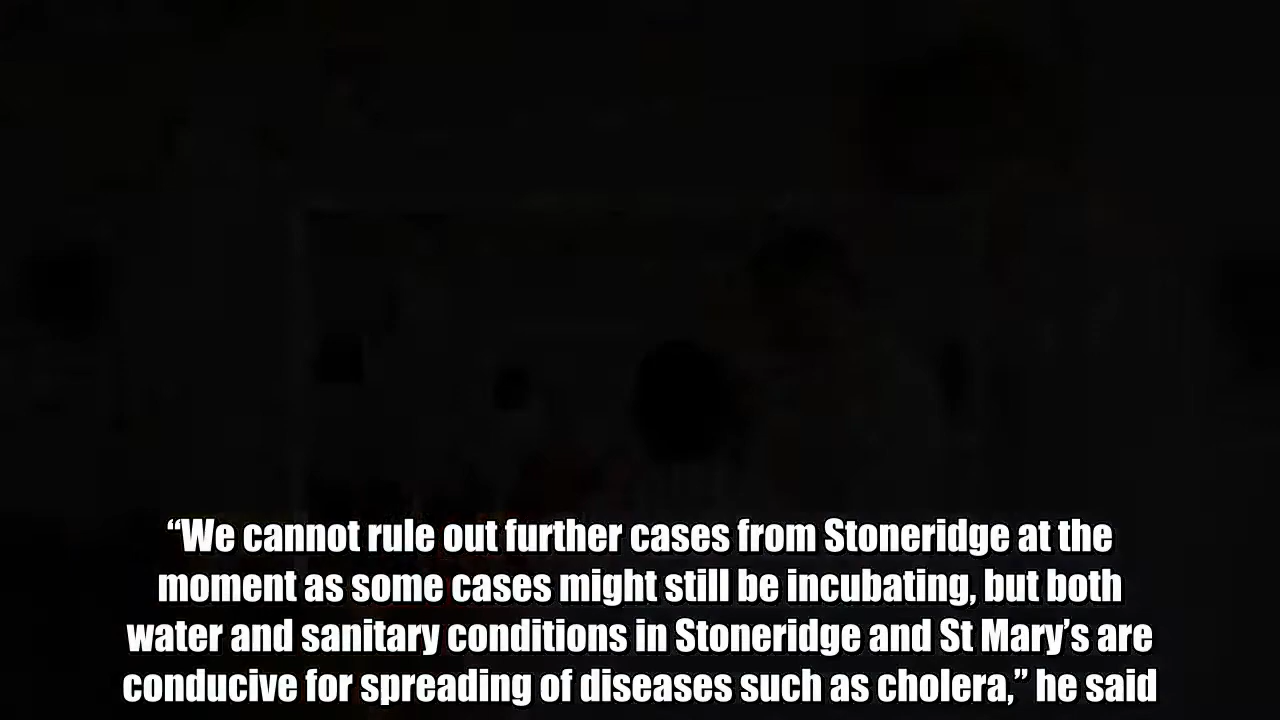 “We cannot rule out further cases from Stoneridge at the
moment as some cases might still be incubating, but both
water and sanitary conditions in Stoneridge and St Mary’s are
conducive for spreading of diseases such as cholera,” he said